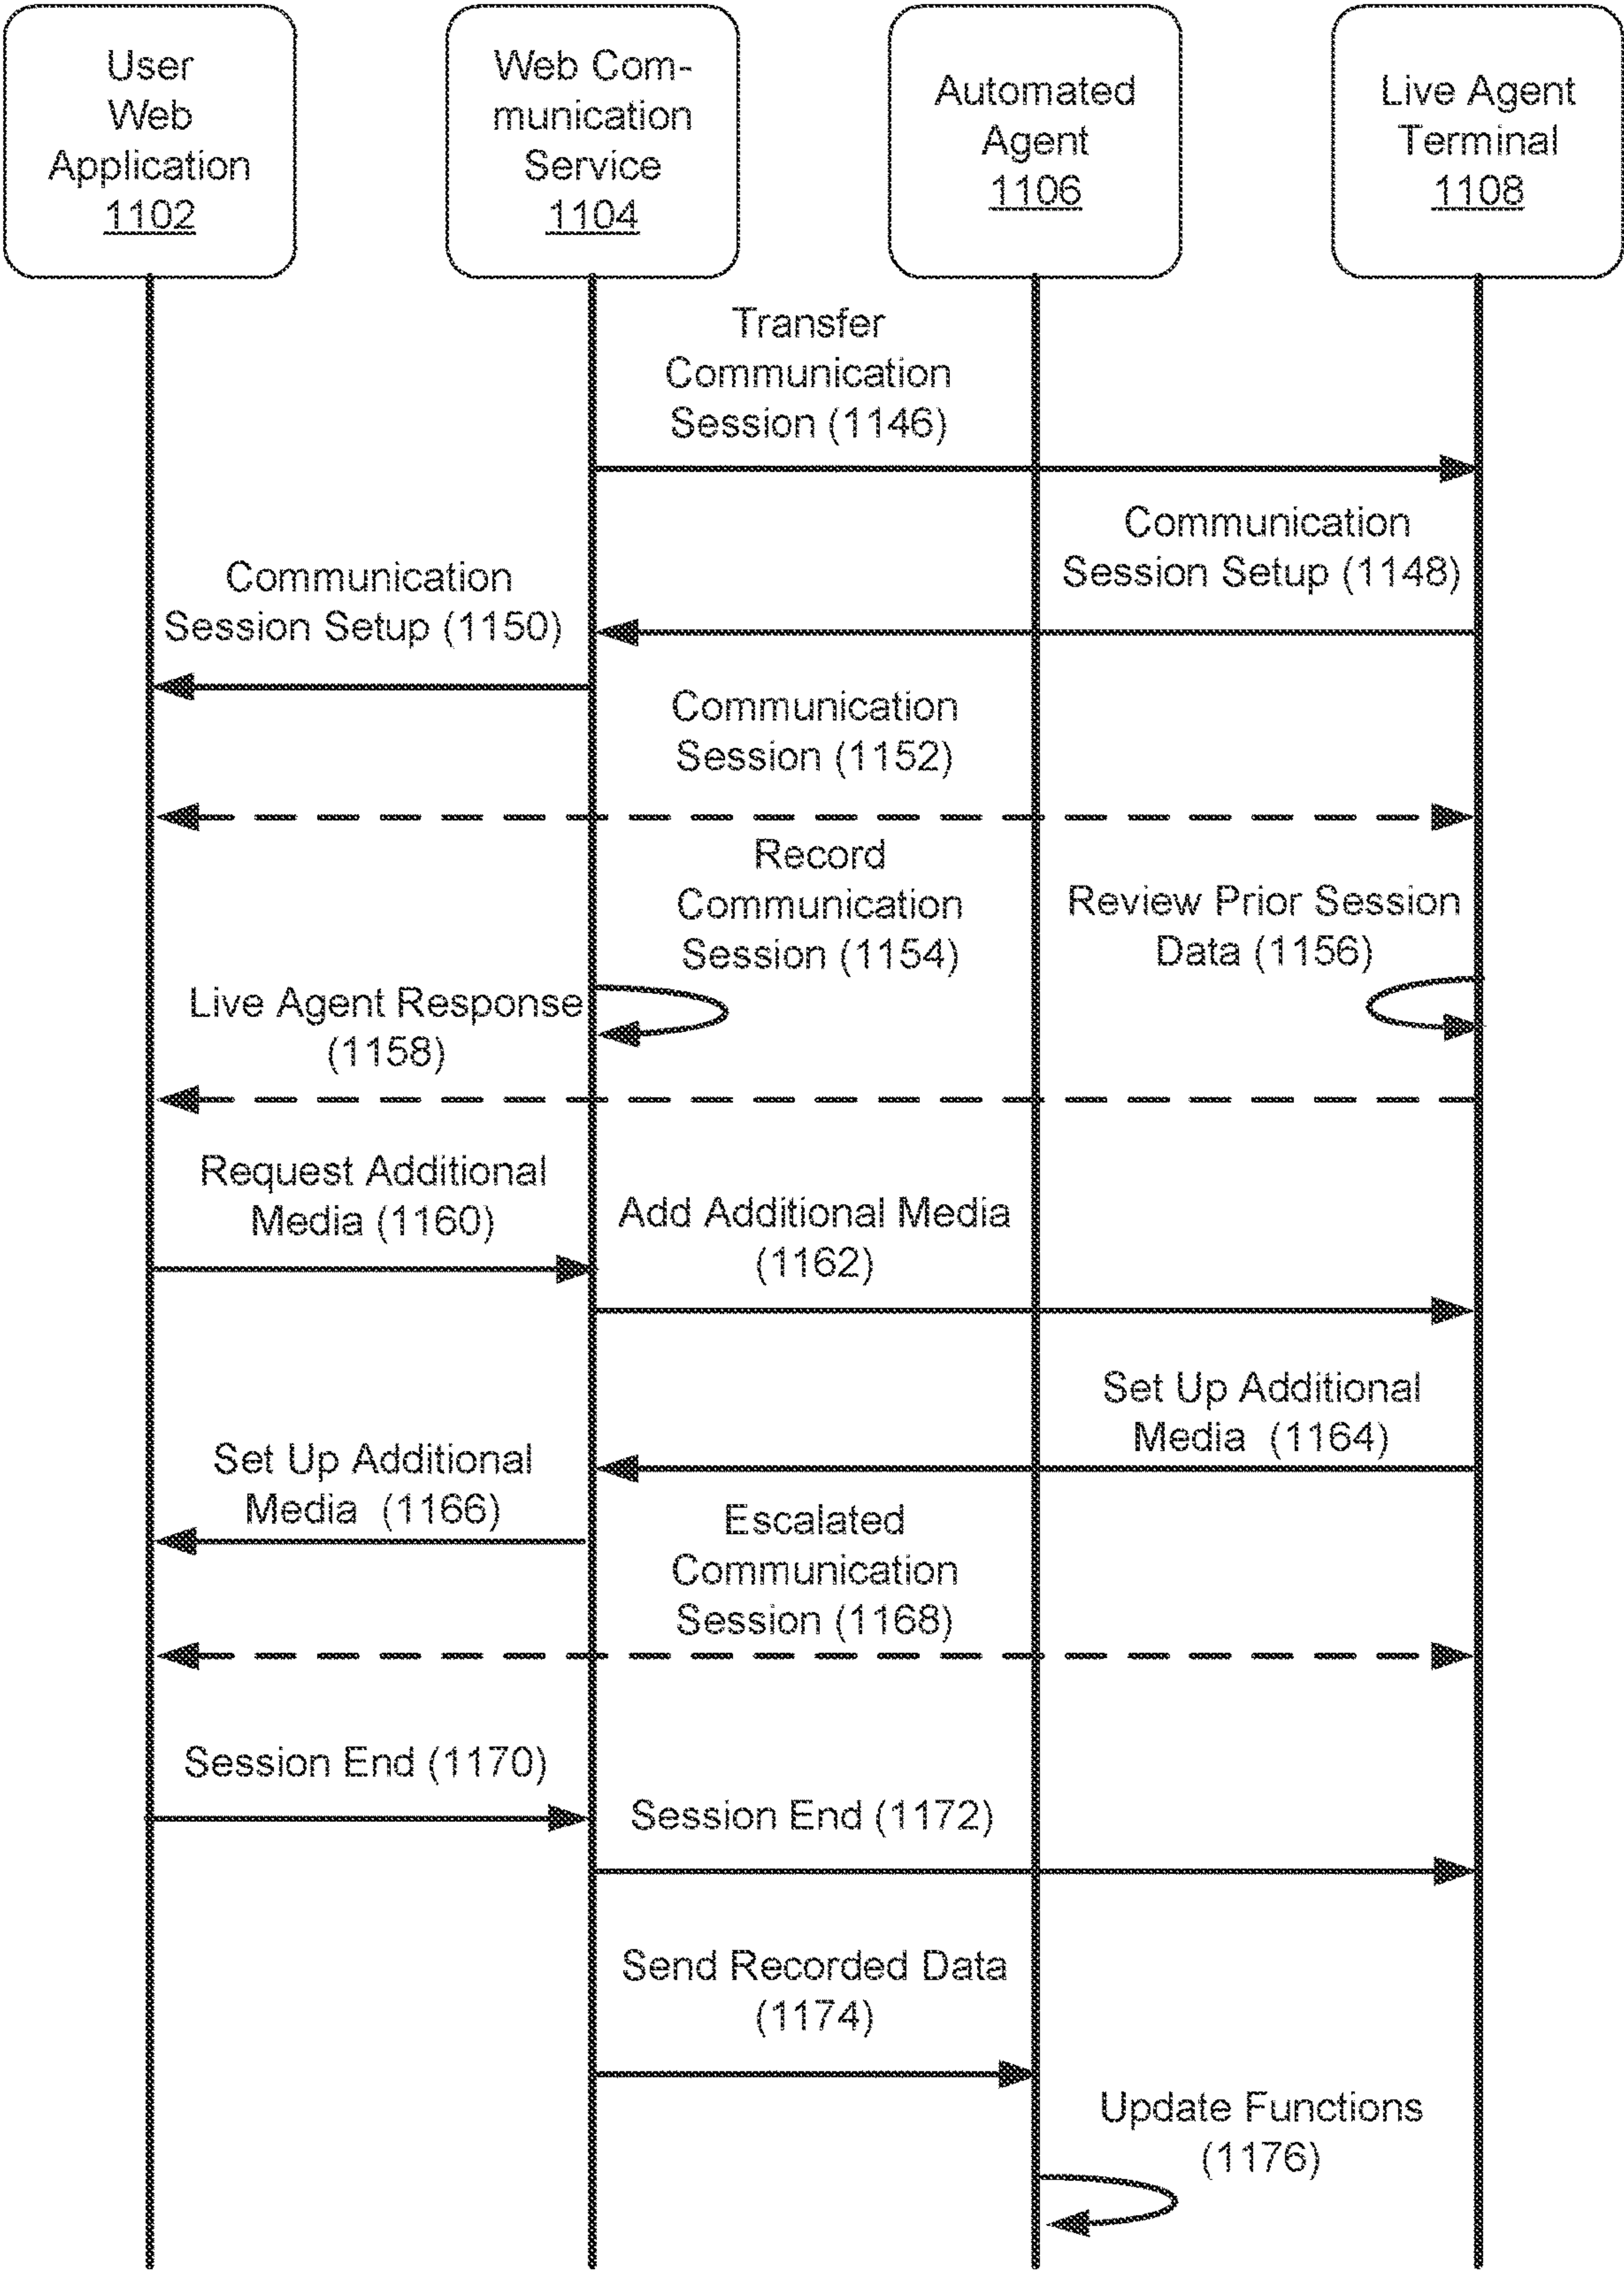 User
Web
Application
1102
Web Com-
munication
Service
1104
Automated
Agent
1106
Live Agent
Terminal
1108
Transfer
Communication
Session (1146)
Communication
Session Setup (1148)
Communication
Session Setup (1150)
Communication
Session (1152)
Record
Communication
Session (1154)
Review Prior Session
Data (1156)
Live Agent Response
(1158)
Request Additional
Media (1160)
Add Additional Media
(1162)
Set Up Additional
Media (1164)
Set Up Additional
Media (1166)
Escalated
Communication
Session (1168)
Session End (1170)
Session End (1172)
Send Recorded Data
(1174)
Update Functions
(1176)